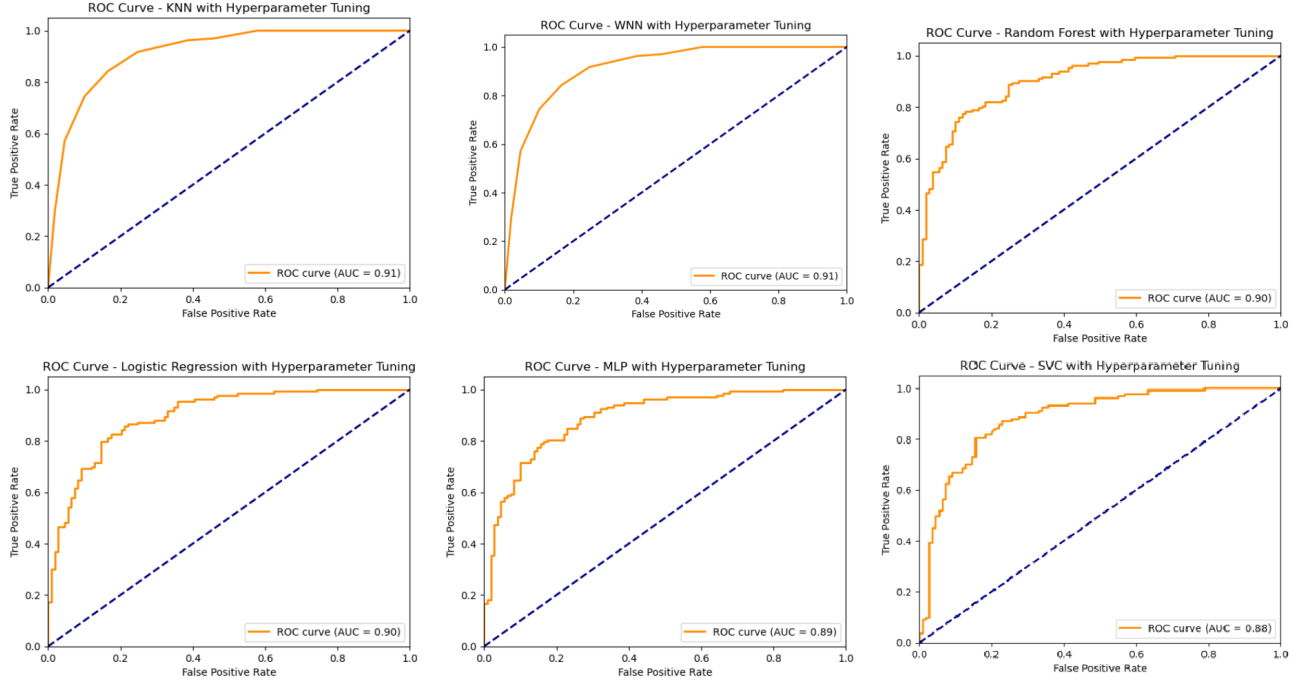 ROC Curve - KNN with Hyperparameter Tuning
True Positive Rate
1.0
0.8
0.6
0.4
0.2
0.0
ROC curve (AUC = 0.91)
0.0 0.2 0.4 0.6 0.8 1.0
False Positive Rate
ROC Curve - WNN with Hyperparameter Tuning
True Positive Rate
1.0
0.8
0.6
0.4
0.2
0.0
ROC curve (AUC = 0.91)
0.0 0.2 0.4 0.6 0.8 1.0
False Positive Rate
ROC Curve - Random Forest with Hyperparameter Tuning
True Positive Rate
1.0
0.8
0.6
0.4
0.2
0.0
ROC curve (AUC = 0.90)
0.0 0.2 0.4 0.6 0.8 1.0
False Positive Rate
ROC Curve - Logistic Regression with Hyperparameter Tuning
True Positive Rate
1.0
0.8
0.6
0.4
0.2
0.0
ROC curve (AUC = 0.90)
0.0 0.2 0.4 0.6 0.8 1.0
False Positive Rate
ROC Curve - MLP with Hyperparameter Tuning
True Positive Rate
1.0
0.8
0.6
0.4
0.2
0.0
ROC curve (AUC = 0.89)
0.0 0.2 0.4 0.6 0.8 1.0
False Positive Rate
ROC Curve - SVC with Hyperparameter Tuning
True Positive Rate
1.0
0.8
0.6
0.4
0.2
0.0
ROC curve (AUC = 0.88)
0.0 0.2 0.4 0.6 0.8 1.0
False Positive Rate